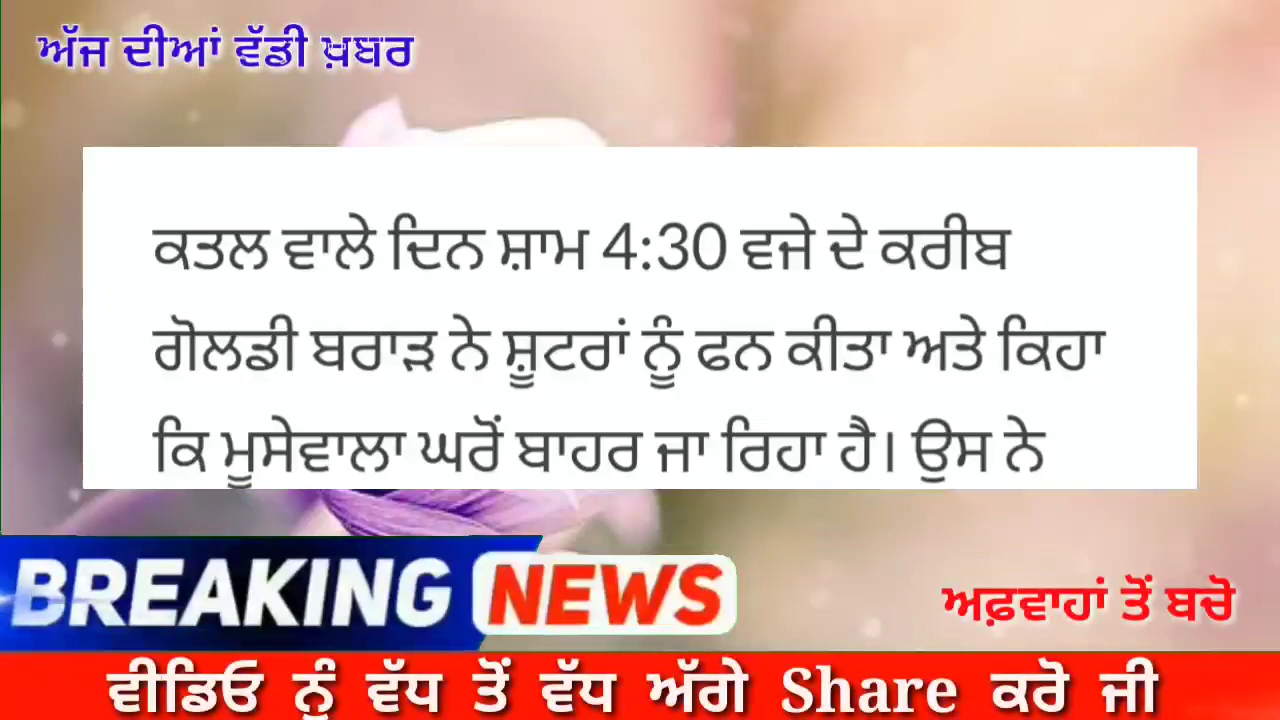 ਅੱਜ ਦੀਆਂ ਵੱਡੀ ਖ਼ਬਰ
ਕਤਲ ਵਾਲੇ ਦਿਨ ਸ਼ਾਮ 4:30 ਵਜੇ ਦੇ ਕਰੀਬ
ਗੋਲਡੀ ਬਰਾੜ ਨੇ ਸ਼ੂਟਰਾਂ ਨੂੰ ਫਨ ਕੀਤਾ ਅਤੇ ਕਿਹਾ
ਕਿ ਮੂਸੇਵਾਲਾ ਘਰੋਂ ਬਾਹਰ ਜਾ ਰਿਹਾ ਹੈ। ਉਸ ਨੇ
BREAKING NEWS
ਅਫ਼ਵਾਹਾਂ ਤੋਂ ਬਚੋ
ਵੀਡਿਓ ਨੂੰ ਵੱਧ ਤੋਂ ਵੱਧ ਅੱਗੇ Share ਕਰੋ ਜੀ